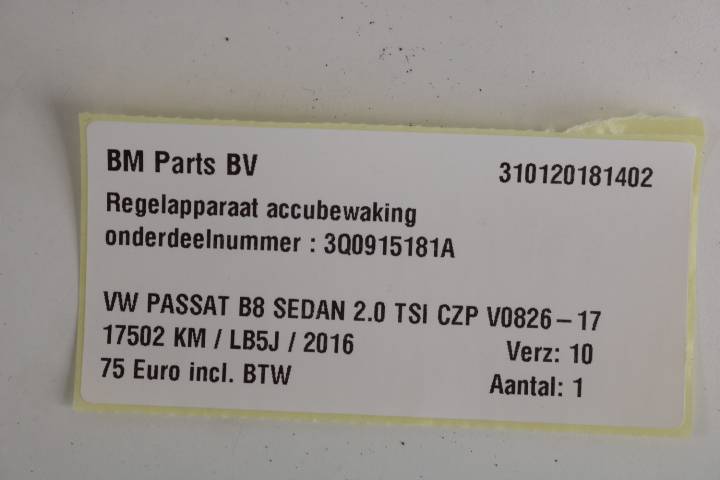 BM Parts BV 310120181402
Regelapparaat accubewaking
onderdeelnummer : 3Q0915181A
VW PASSAT B8 SEDAN 2.0 TSI CZP V0826-17
17502 KM / LB5J / 2016 Verz: 10
75 Euro incl. BTW Aantal: 1